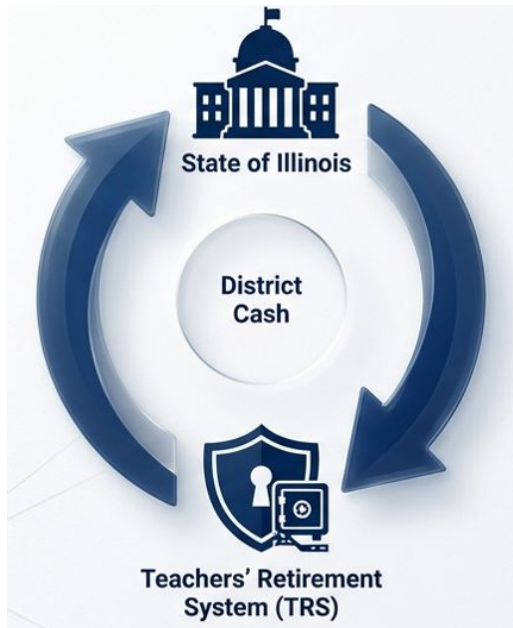 State of Illinois
District
Cash
Teachers' Retirement
System (TRS)